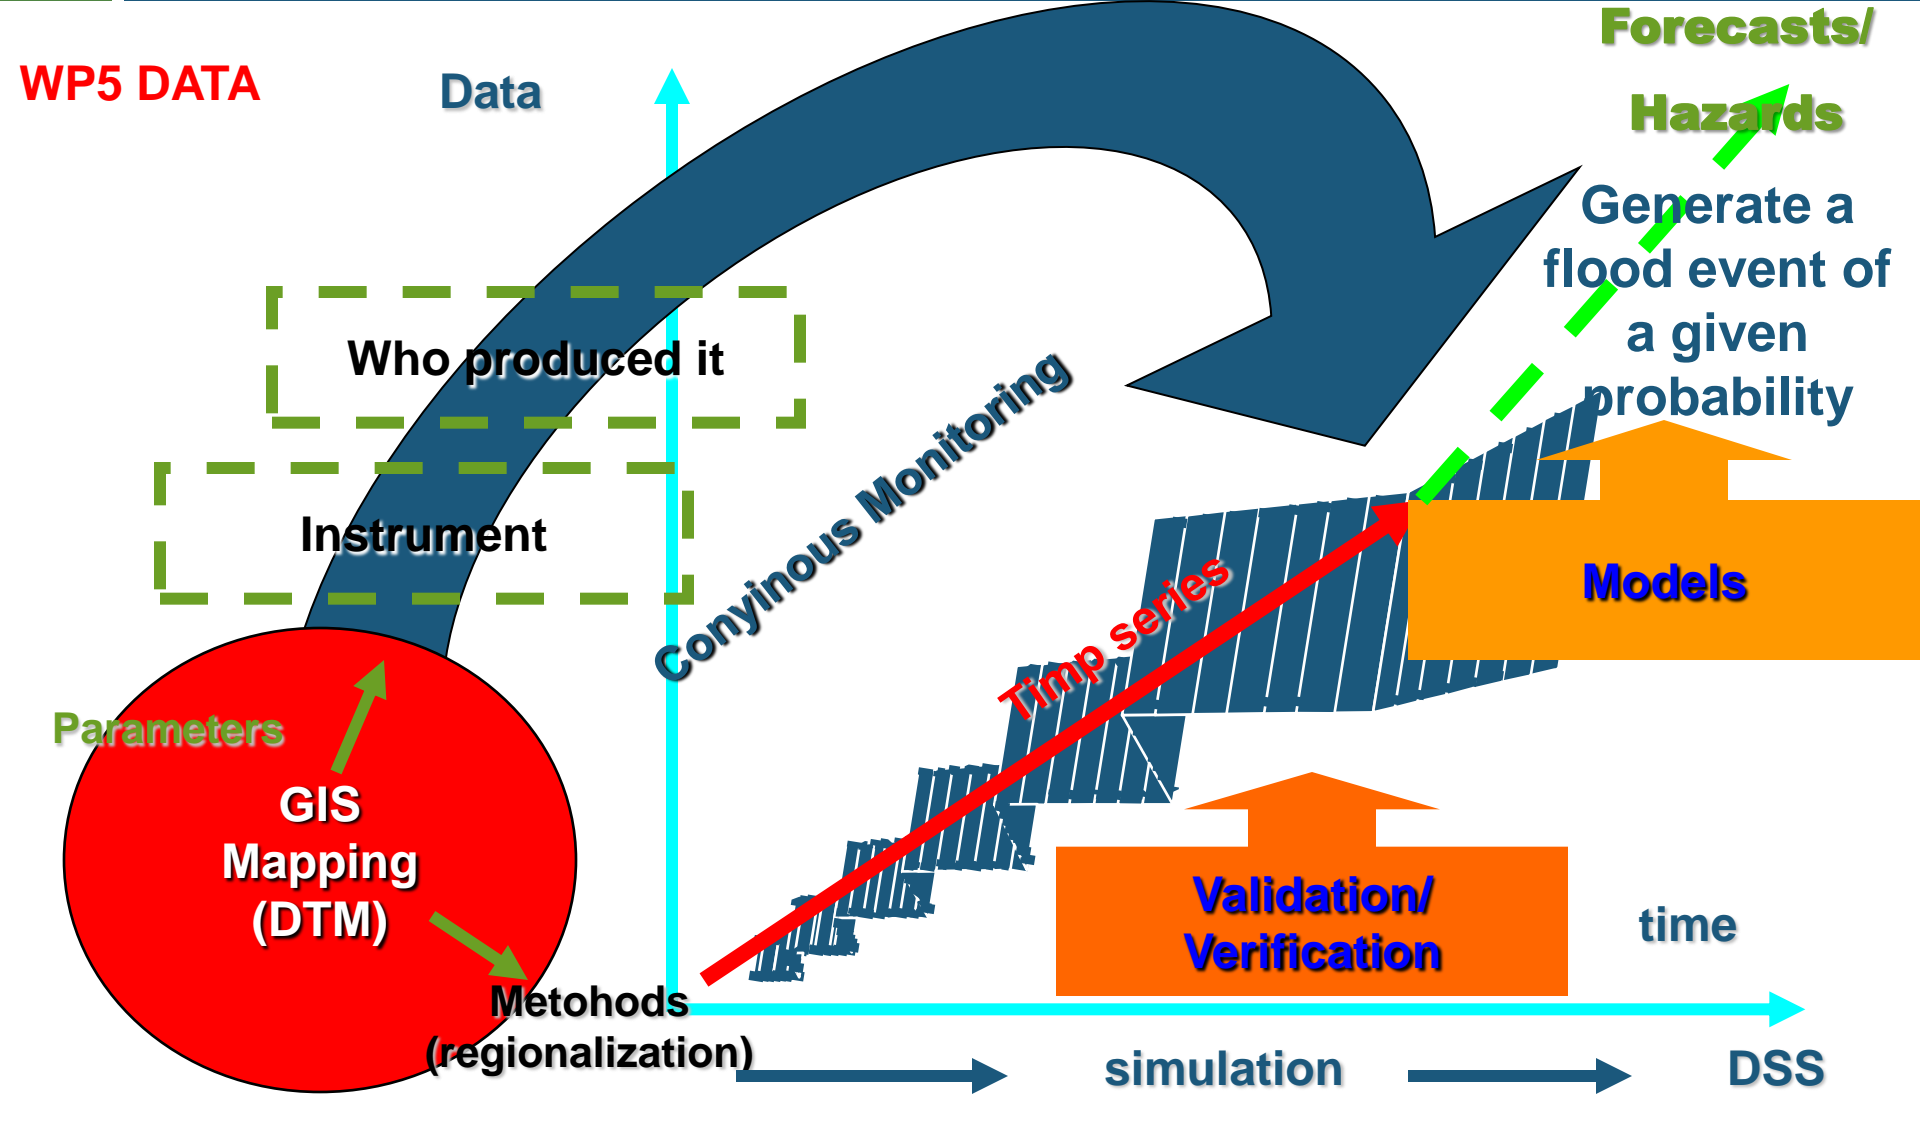 WP5 DATA
Data
Forecasts/
Hazards
Generate a
flood event of
a given
probability
Who produced it
Instrument
Conyinous Monitoring
Timp series
Models
Parameters
GIS
Mapping
(DTM)
Validation/
Verification
time
Metohods
(regionalization)
simulation
DSS